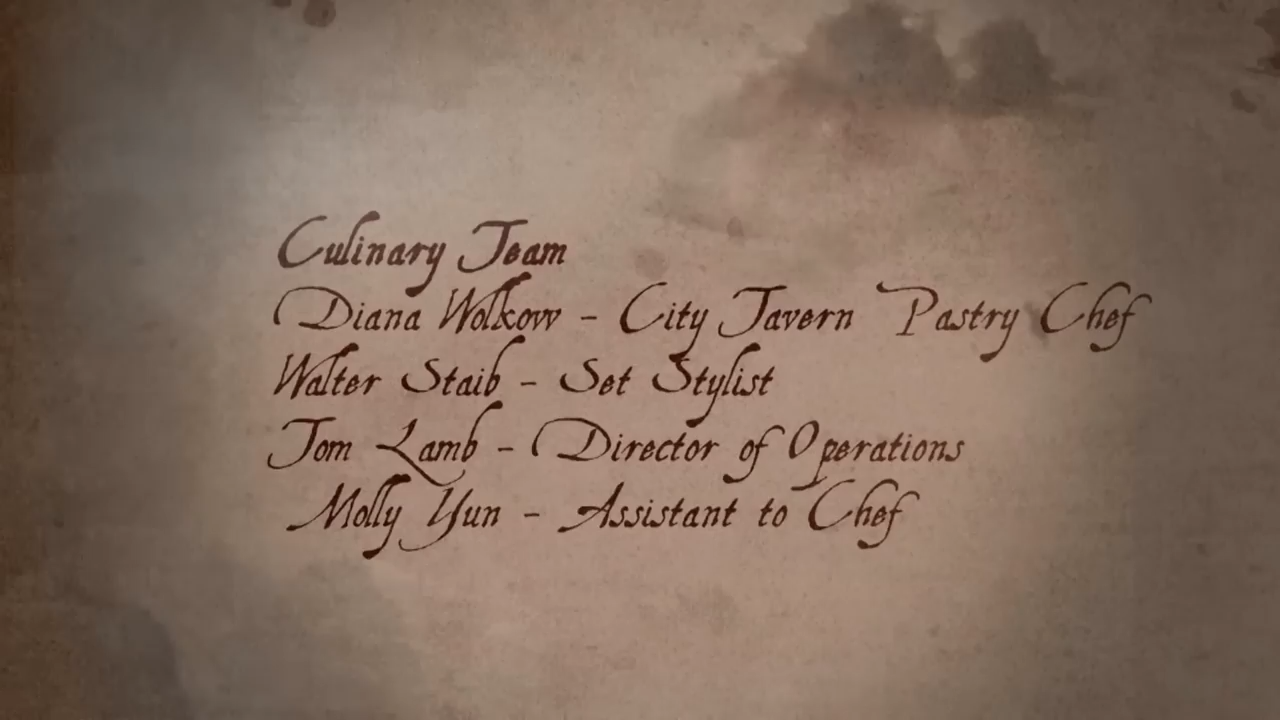 Culinary Team
Diana Wolkow - City Tavern Pastry Chef
Walter Staib - Set Stylist
Tom Lamb - Director of Operations
Molly Yun - Assistant to Chef